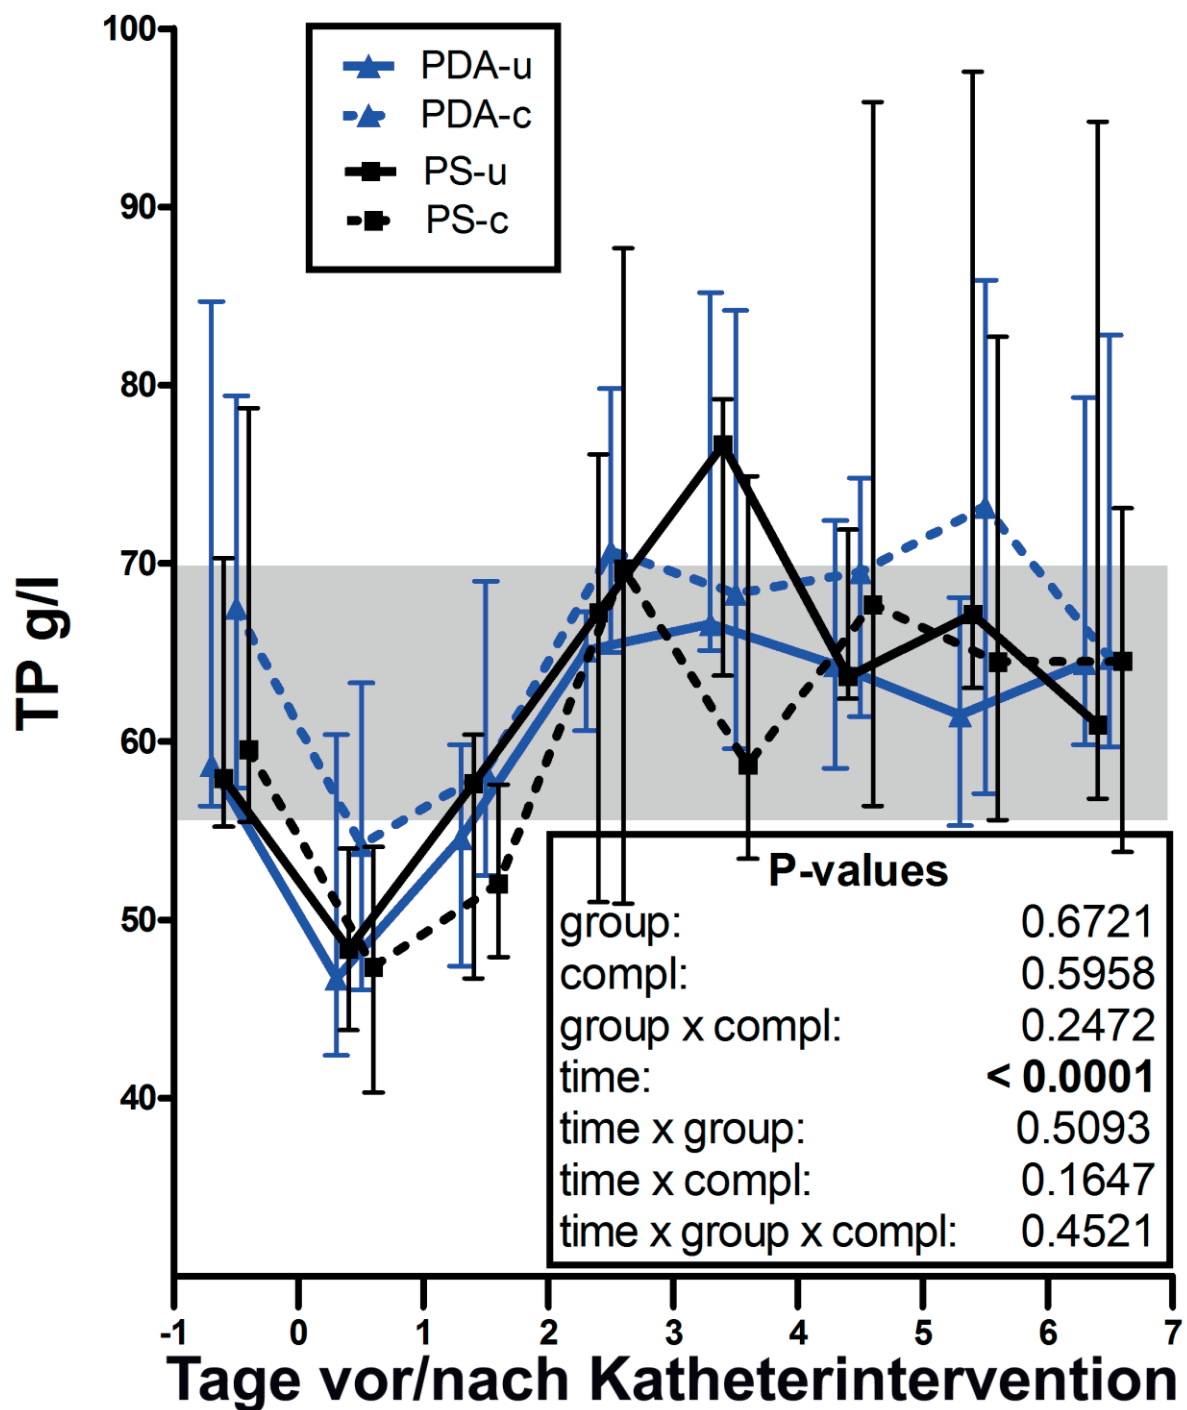 100
90
80
70
60
50
40
TP g/l
PDA-u
PDA-c
PS-u
PS-c
P-values
group: 0.6721
compl: 0.5958
group x compl: 0.2472
time: < 0.0001
time x group: 0.5093
time x compl: 0.1647
time x group x compl: 0.4521
-1 0 1 2 3 4 5 6 7
Tage vor/nach Katheterintervention